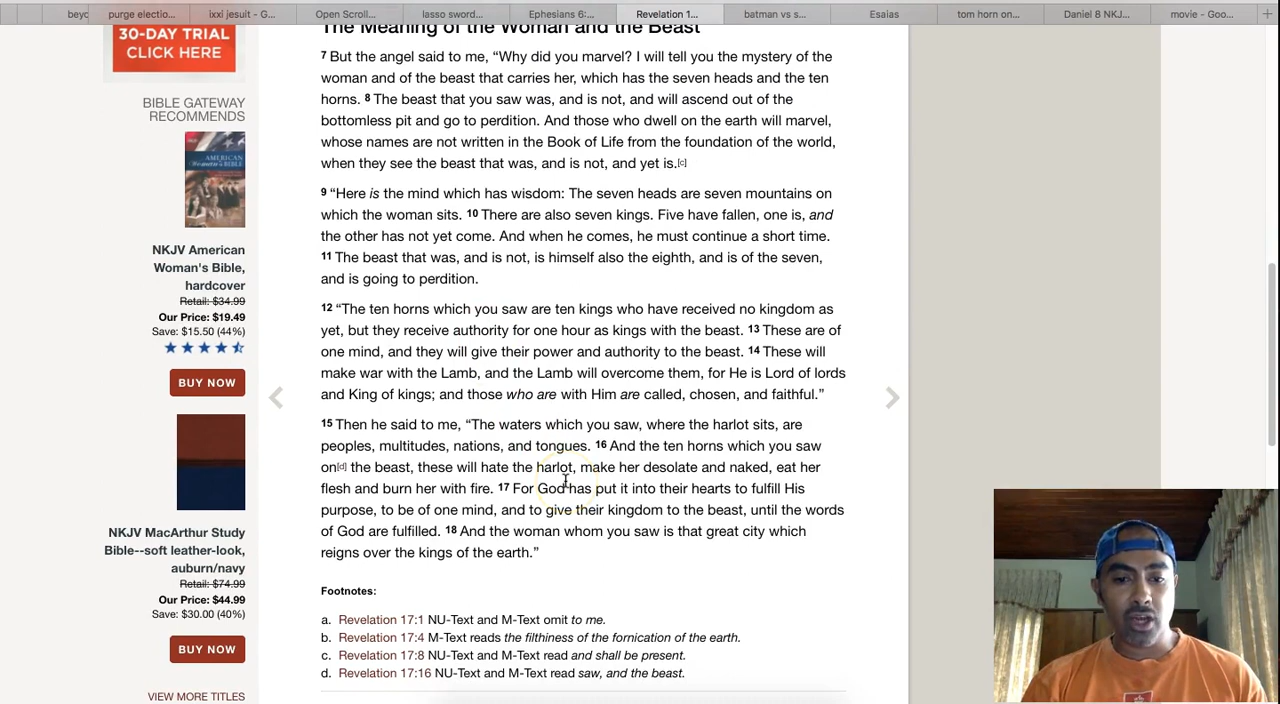 beyc
purge electio...
ixxi jesuit - G...
Open Scroll...
lasso sword...
Ephesians 6:...
Revelation 1...
batman vs s...
Esaias
tom horn on...
Daniel 8 NKJ...
movie - Goo...
30-DAY TRIAL
CLICK HERE
BIBLE GATEWAY
RECOMMENDS
AMERICAN
NKJV American
Woman's Bible,
hardcover
Retail: $34.99
Our Price: $19.49
Save: $15.50 (44%)
BUY NOW
NKJV MacArthur Study
Bible--soft leather-look,
auburn/navy
Retail: $74.99
Our Price: $44.99
Save: $30.00 (40%)
BUY NOW
VIEW MORE TITLES
The Meaning of the Woman and the Beast
7 But the angel said to me, “Why did you marvel? I will tell you the mystery of the
woman and of the beast that carries her, which has the seven heads and the ten
horns. 8 The beast that you saw was, and is not, and will ascend out of the
bottomless pit and go to perdition. And those who dwell on the earth will marvel,
whose names are not written in the Book of Life from the foundation of the world,
when they see the beast that was, and is not, and yet is.[c]
9 “Here is the mind which has wisdom: The seven heads are seven mountains on
which the woman sits. 10 There are also seven kings. Five have fallen, one is, and
the other has not yet come. And when he comes, he must continue a short time.
11 The beast that was, and is not, is himself also the eighth, and is of the seven,
and is going to perdition.
12 “The ten horns which you saw are ten kings who have received no kingdom as
yet, but they receive authority for one hour as kings with the beast. 13 These are of
one mind, and they will give their power and authority to the beast. 14 These will
make war with the Lamb, and the Lamb will overcome them, for He is Lord of lords
and King of kings; and those who are with Him are called, chosen, and faithful.”
15 Then he said to me, “The waters which you saw, where the harlot sits, are
peoples, multitudes, nations, and tongues. 16 And the ten horns which you saw
on[d] the beast, these will hate the harlot, make her desolate and naked, eat her
flesh and burn her with fire. 17 For God has put it into their hearts to fulfill His
purpose, to be of one mind, and to give their kingdom to the beast, until the words
of God are fulfilled. 18 And the woman whom you saw is that great city which
reigns over the kings of the earth.”
Footnotes:
a. Revelation 17:1 NU-Text and M-Text omit to me.
b. Revelation 17:4 M-Text reads the filthiness of the fornication of the earth.
c. Revelation 17:8 NU-Text and M-Text read and shall be present.
d. Revelation 17:16 NU-Text and M-Text read saw, and the beast.